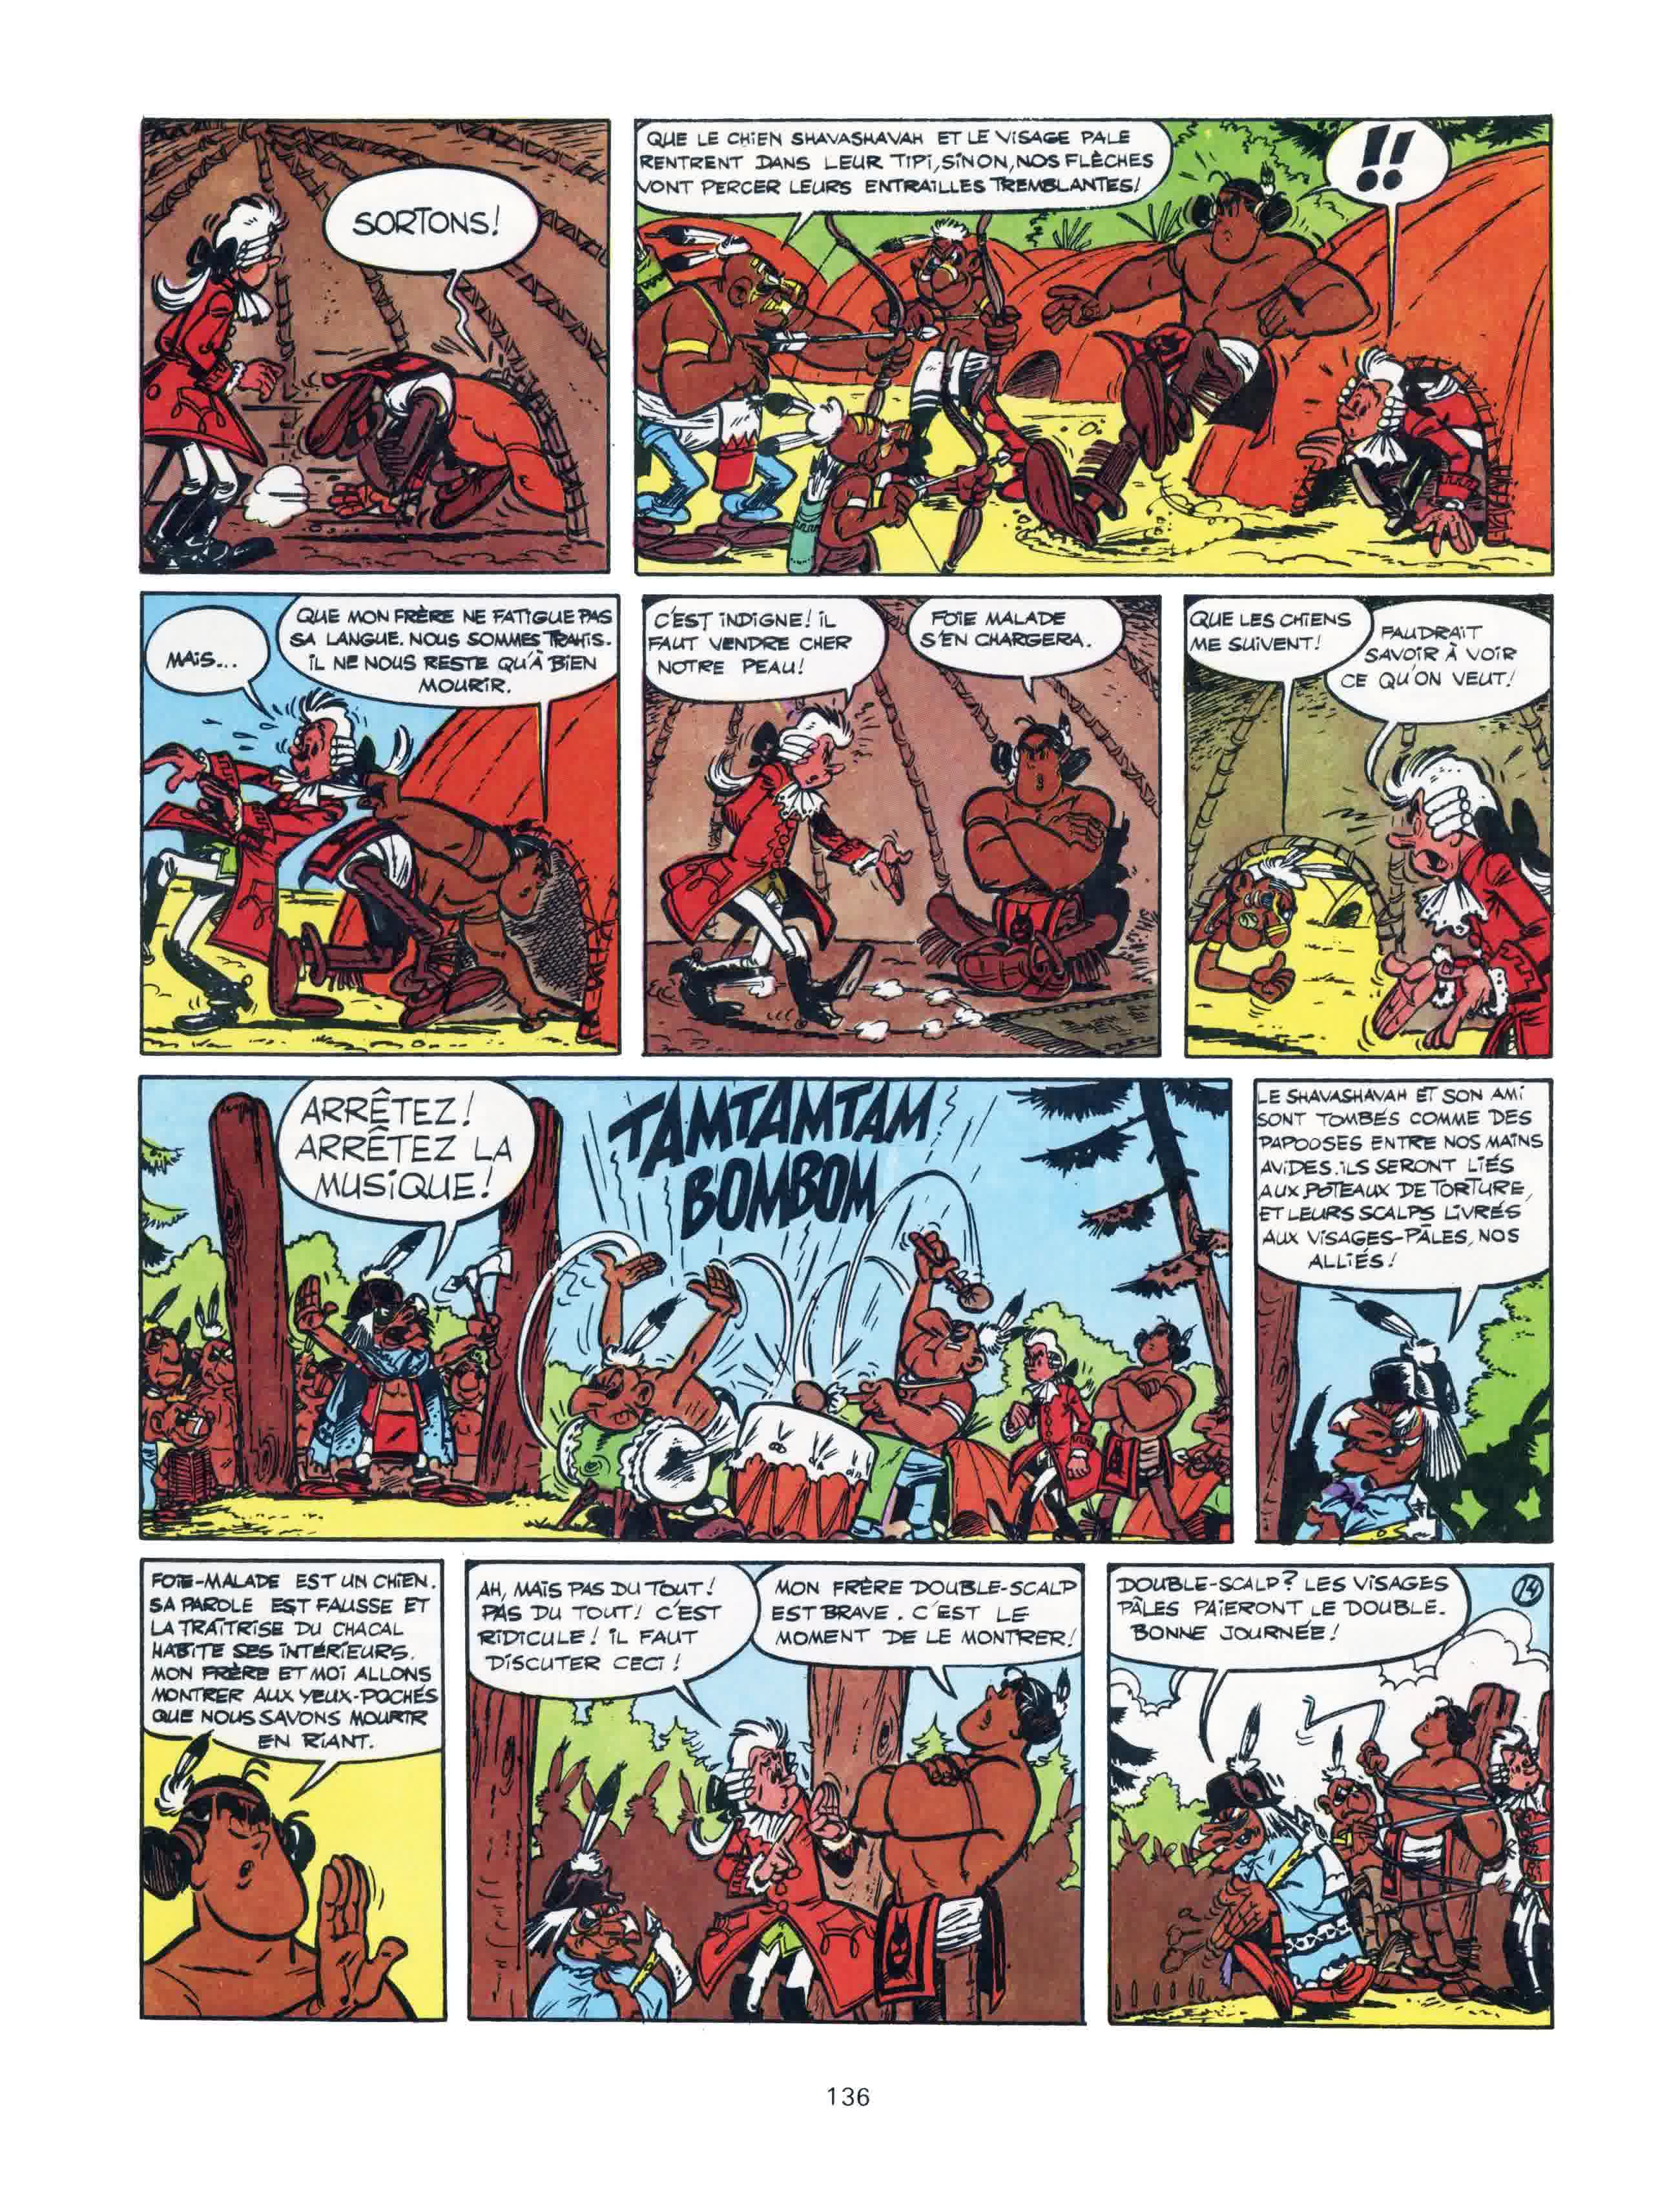 SORTONS!
QUE LE CHIEN SHAVASHAVAH ET LE VISAGE PALE
RENTRENT DANS LEUR TIPI, SINON, NOS FLÈCHES
VONT PERCER LEURS ENTRAILLES TREMBLANTES!
!!
MAIS...
QUE MON FRÈRE NE FATIGUE PAS
SA LANGUE. NOUS SOMMES TRAHIS.
IL NE NOUS RESTE QU'À BIEN
MOURIR.
C'EST INDIGNE! IL
FAUT VENDRE CHER
NOTRE PEAU!
FOIE MALADE
S'EN CHARGERA.
QUE LES CHIENS
ME SUIVENT!
FAUDRAIT
SAVOIR À VOIR
CE QU'ON VEUT!
ARRÊTEZ!
ARRÊTEZ LA
MUSIQUE!
TAMTAMTAM
BOMBOM
LE SHAVASHAVAH ET SON AMI
SONT TOMBÉS COMME DES
PAPOOSES ENTRE NOS MAINS
AVIDES. ILS SERONT LIÉS
AUX POTEAUX DE TORTURE,
ET LEURS SCALPS LIVRÉS
AUX VISAGES-PÂLES, NOS
ALLIÉS!
FOIE-MALADE EST UN CHIEN.
SA PAROLE EST FAUSSE ET
LA TRAÎTRISE DU CHACAL
HABITE SES INTÉRIEURS.
MON FRÈRE ET MOI ALLONS
MONTRER AUX YEUX-POCHÉS
QUE NOUS SAVONS MOURIR
EN RIANT.
AH, MAIS PAS DU TOUT!
PAS DU TOUT! C'EST
RIDICULE! IL FAUT
DISCUTER CECI!
MON FRÈRE DOUBLE-SCALP
EST BRAVE. C'EST LE
MOMENT DE LE MONTRER!
DOUBLE-SCALP? LES VISAGES
PÂLES PAIERONT LE DOUBLE.
BONNE JOURNÉE!
14
136